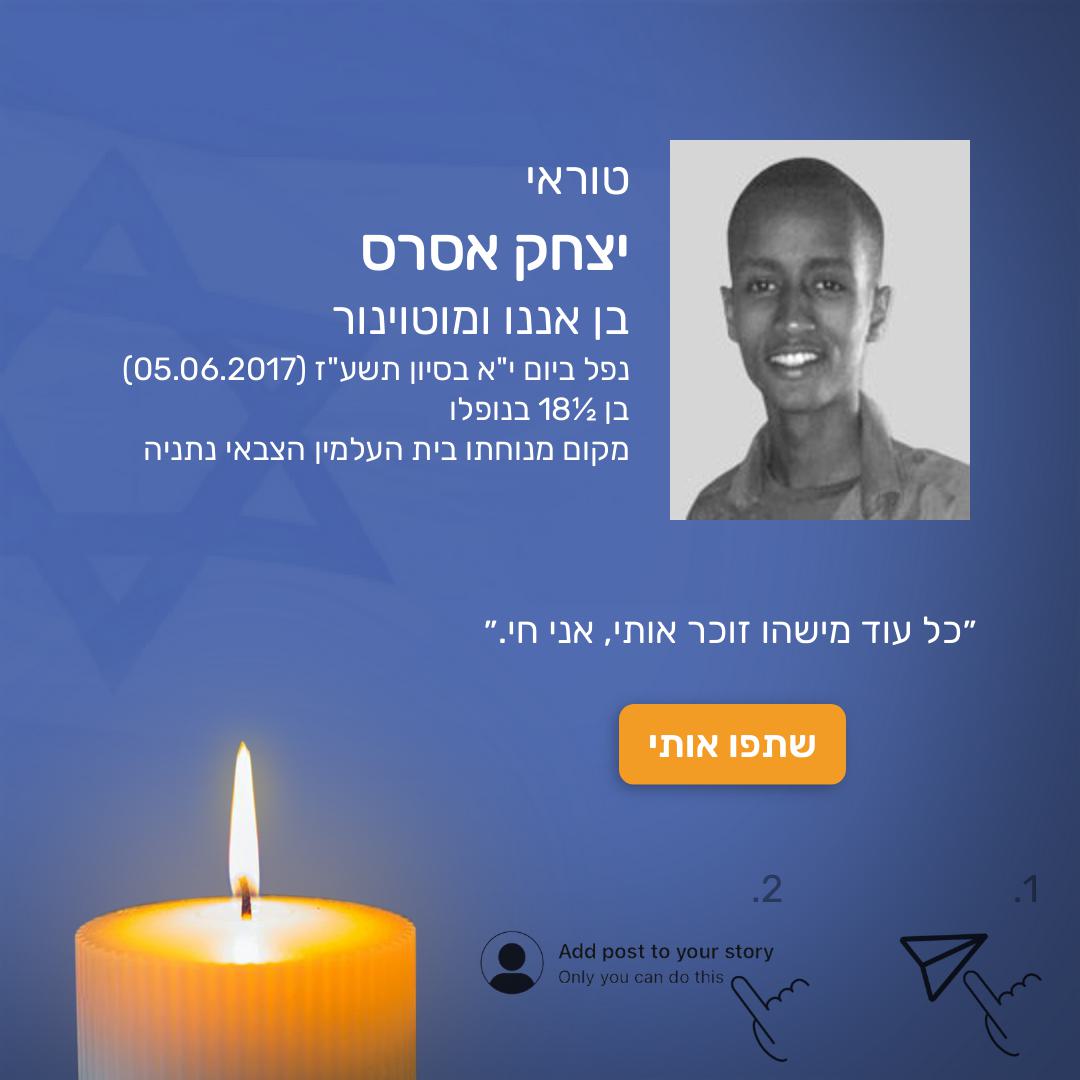 טוראי
יצחק אסרס
בן אננו ומוטוינור
נפל ביום י"א בסיון תשע"ז (05.06.2017)
בן 18½ בנופלו
מקום מנוחתו בית העלמין הצבאי נתניה
״כל עוד מישהו זוכר אותי, אני חי.״
שתפו אותי
.1
.2
Add post to your story
Only you can do this